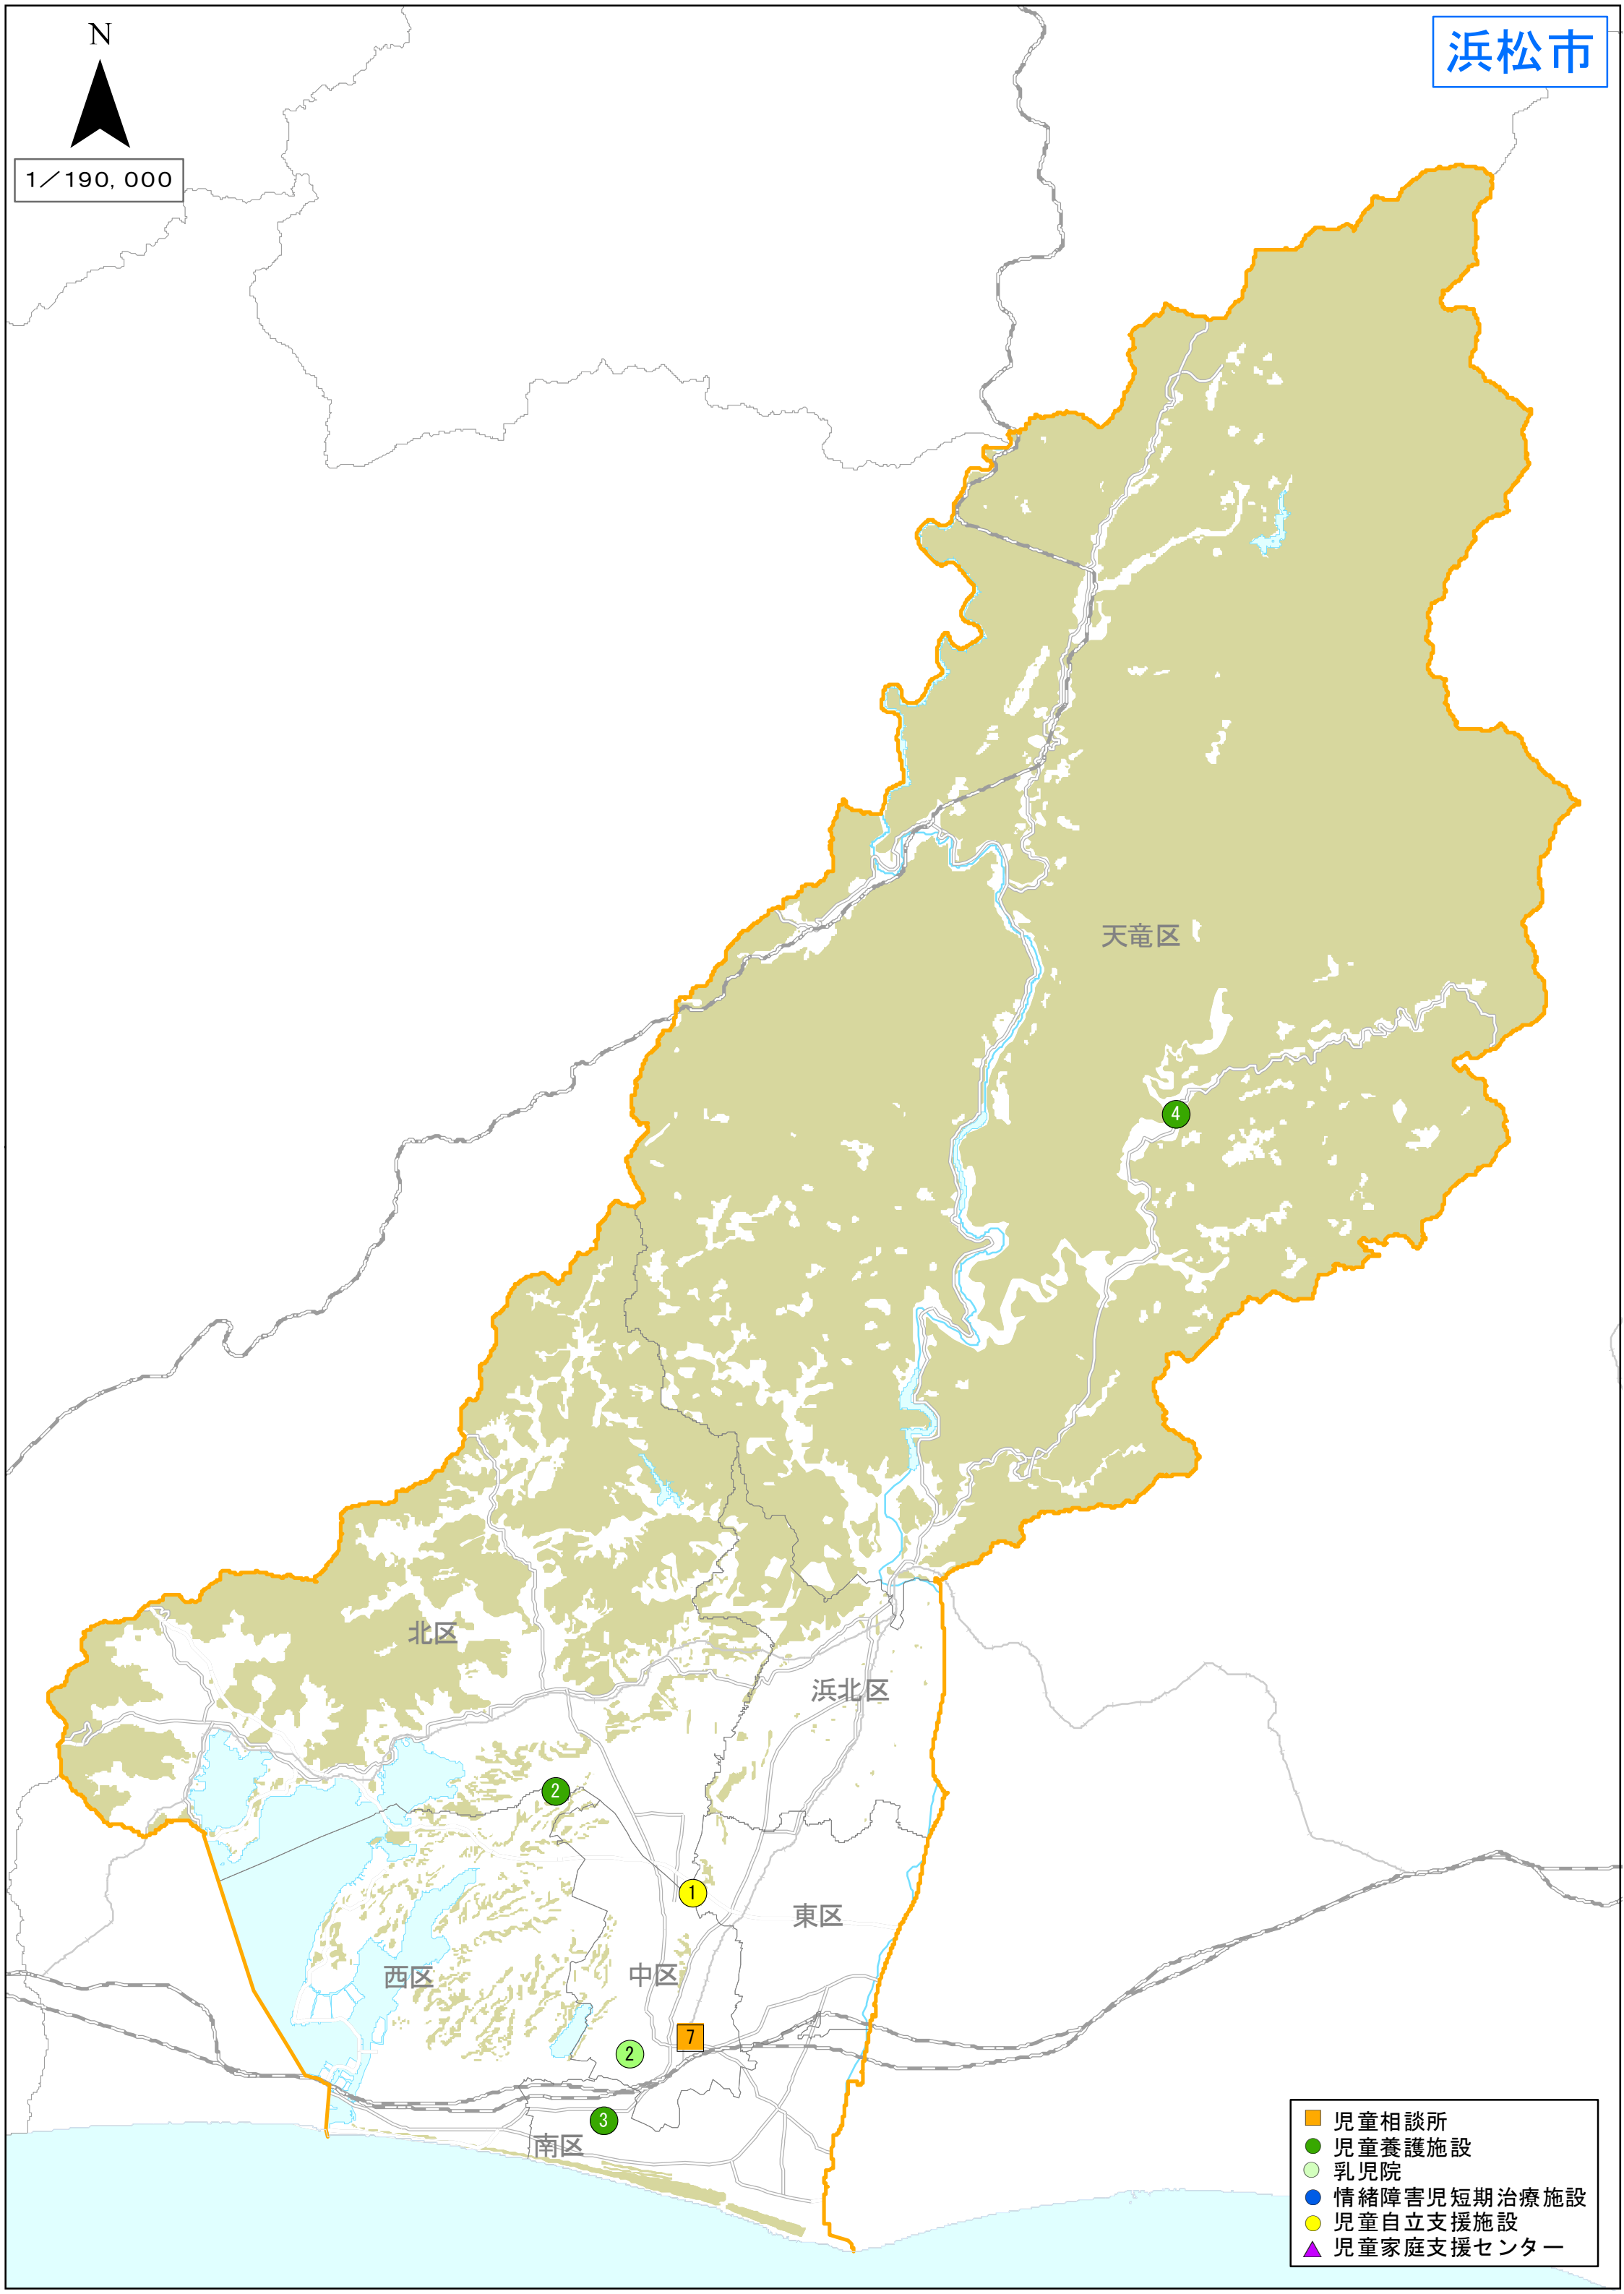 N
浜松市
1／190,000
天竜区
4
北区
浜北区
2
1
東区
西区
中区
7
2
3
南区
児童相談所
児童養護施設
乳児院
情緒障害児短期治療施設
児童自立支援施設
児童家庭支援センター